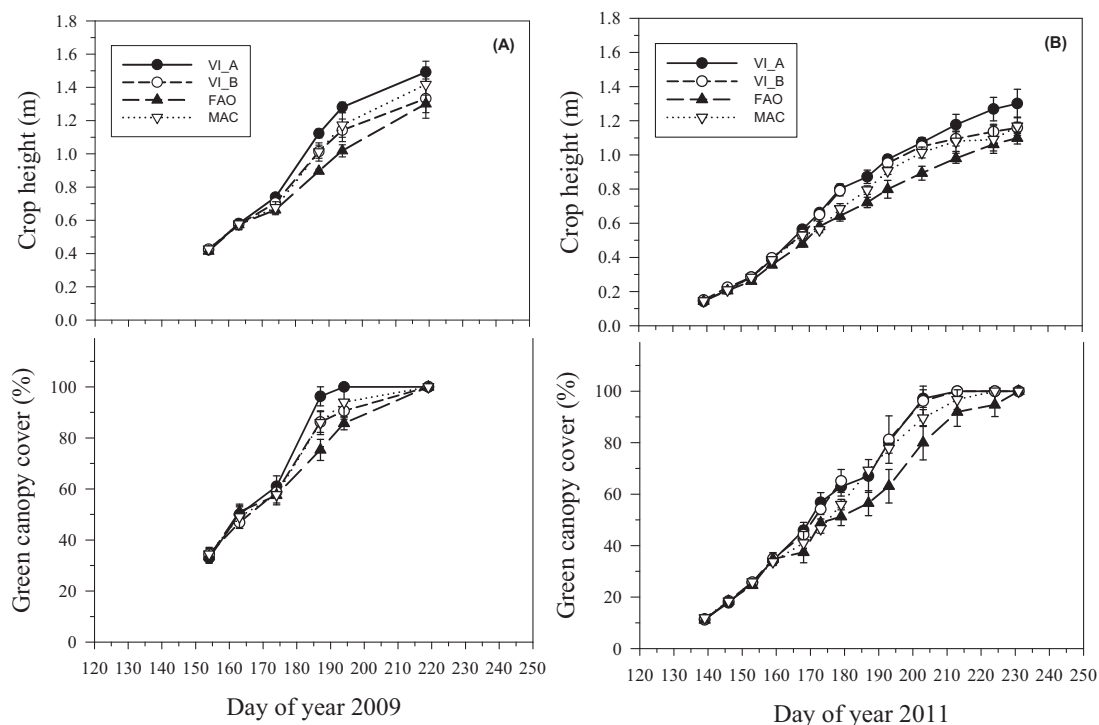 1.8
1.6
1.4
1.2
1.0
0.8
0.6
0.4
0.2
0.0
Crop height (m)
(A)
VI_A
VI_B
FAO
MAC
1.8
1.6
1.4
1.2
1.0
0.8
0.6
0.4
0.2
0.0
Crop height (m)
(B)
VI_A
VI_B
FAO
MAC
100
80
60
40
20
0
Green canopy cover (%)
120 130 140 150 160 170 180 190 200 210 220 230 240 250
Day of year 2009
100
80
60
40
20
0
Green canopy cover (%)
120 130 140 150 160 170 180 190 200 210 220 230 240 250
Day of year 2011